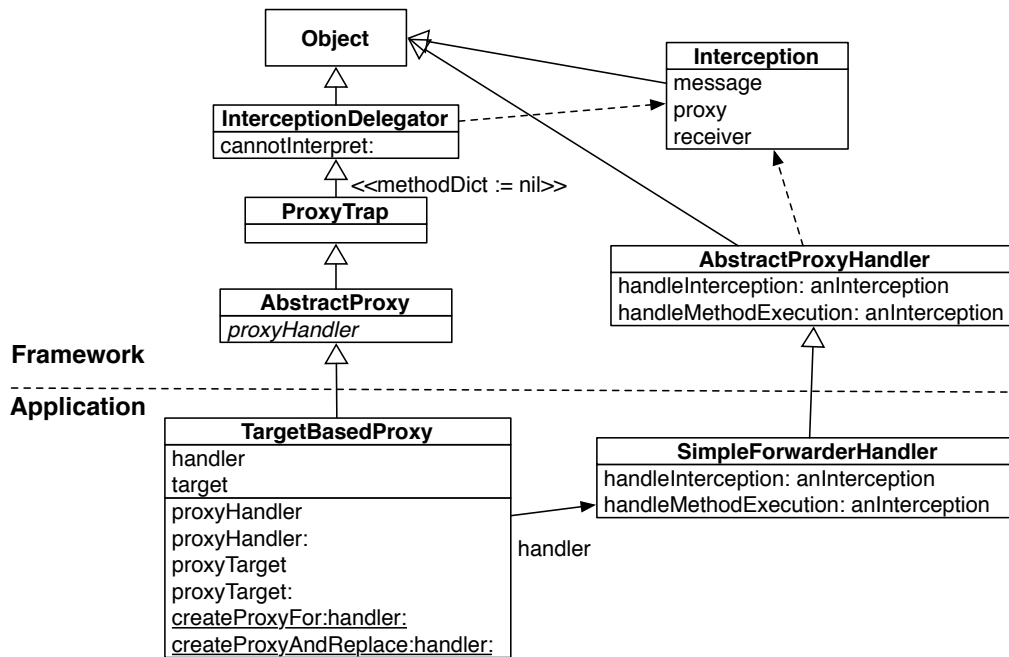 Object
Interception
message
proxy
receiver
InterceptionDelegator
cannotInterpret:
<<methodDict := nil>>
ProxyTrap
AbstractProxyHandler
handleInterception: anInterception
handleMethodExecution: anInterception
AbstractProxy
proxyHandler
Framework
Application
TargetBasedProxy
handler
target
proxyHandler
proxyHandler:
proxyTarget
proxyTarget:
createProxyFor:handler:
createProxyAndReplace:handler:
handler
SimpleForwarderHandler
handleInterception: anInterception
handleMethodExecution: anInterception